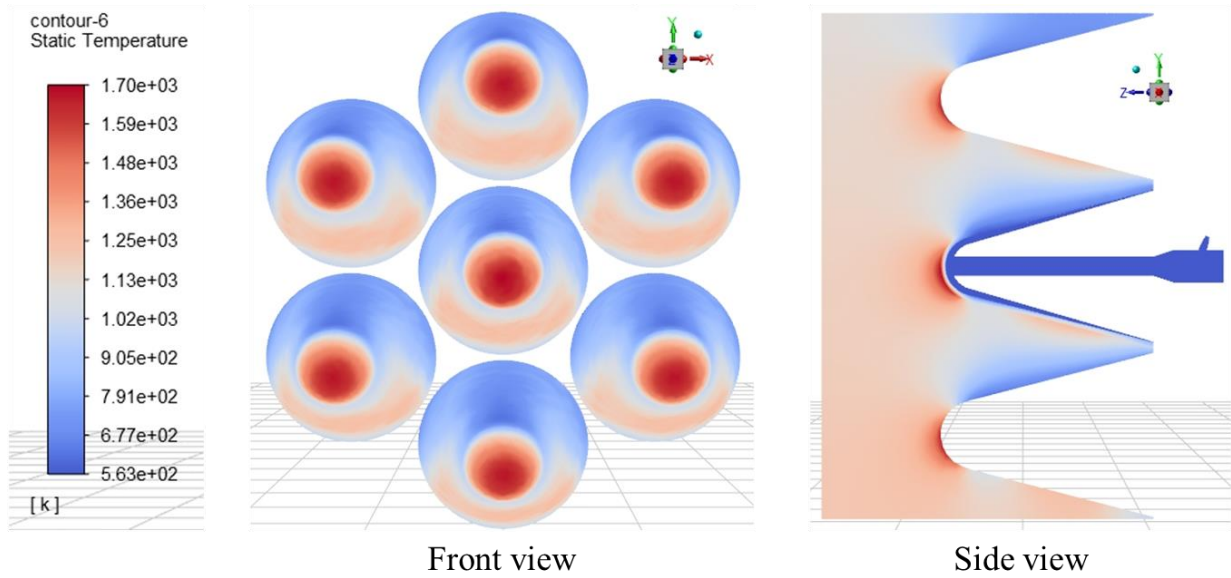 contour-6
Static Temperature
1.70e+03
1.59e+03
1.48e+03
1.36e+03
1.25e+03
1.13e+03
1.02e+03
9.05e+02
7.91e+02
6.77e+02
5.63e+02
[ k ]
Y
X
Front view
Y
Z
Side view